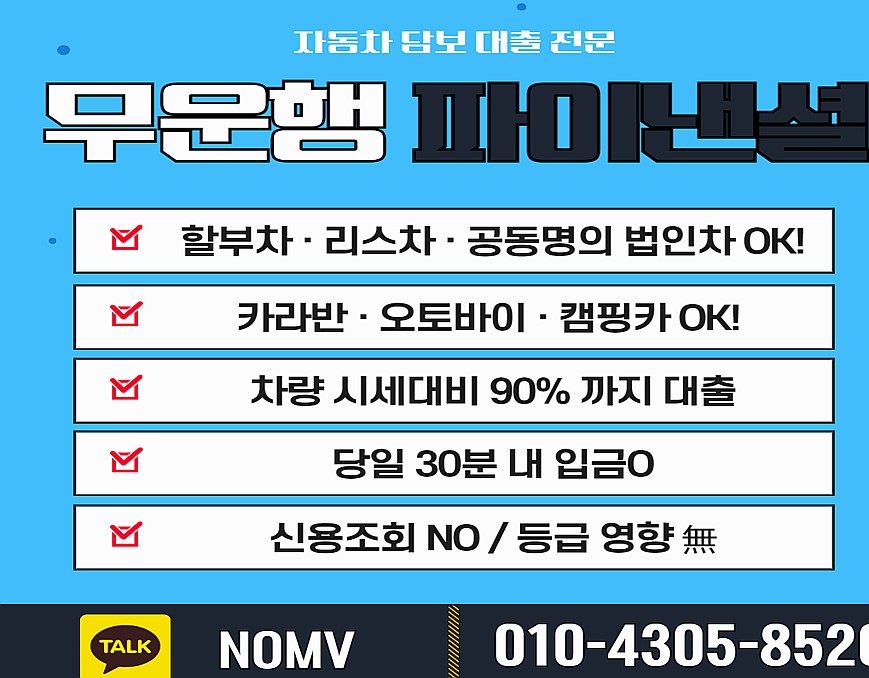 자동차 담보 대출 전문
무운행 파이낸셜
할부차 · 리스차 · 공동명의 법인차 OK!
카라반 · 오토바이 · 캠핑카 OK!
차량 시세대비 90% 까지 대출
당일 30분 내 입금O
신용조회 NO / 등급 영향 無
TALK NOMV 010-4305-8520